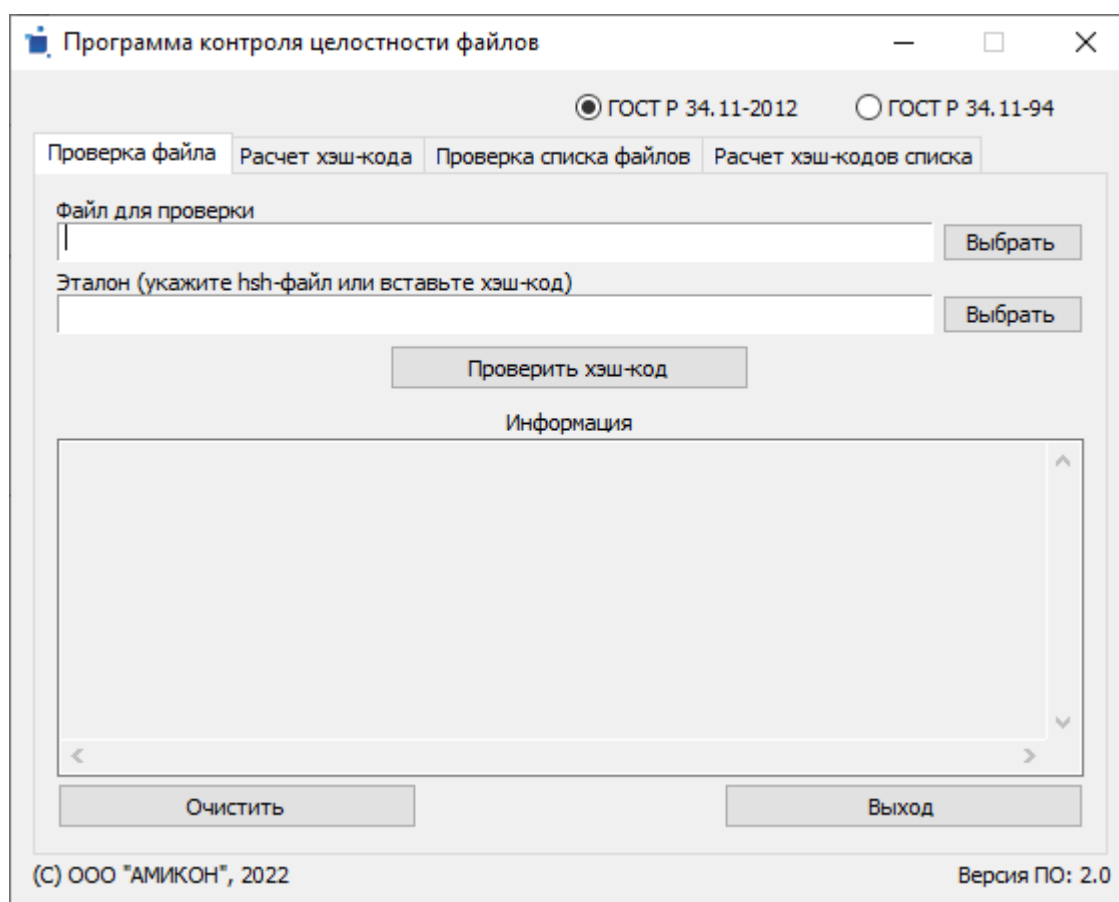 Программа контроля целостности файлов
ГОСТ Р 34.11-2012 ГОСТ Р 34.11-94
Проверка файла Расчет хэш-кода Проверка списка файлов Расчет хэш-кодов списка
Файл для проверки
Выбрать
Эталон (укажите hsh-файл или вставьте хэш-код)
Выбрать
Проверить хэш-код
Информация
Очистить Выход
(C) ООО "АМИКОН", 2022 Версия ПО: 2.0